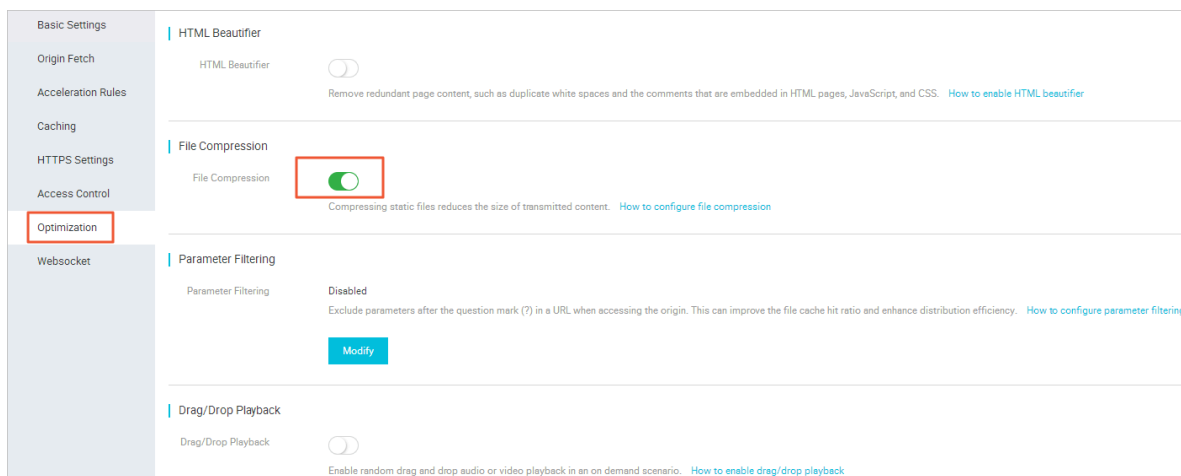 Basic Settings
Origin Fetch
Acceleration Rules
Caching
HTTPS Settings
Access Control
Optimization
Websocket
HTML Beautifier
HTML Beautifier
Remove redundant page content, such as duplicate white spaces and the comments that are embedded in HTML pages, JavaScript, and CSS. How to enable HTML beautifier
File Compression
File Compression
Compressing static files reduces the size of transmitted content. How to configure file compression
Parameter Filtering
Parameter Filtering Disabled
Exclude parameters after the question mark (?) in a URL when accessing the origin. This can improve the file cache hit ratio and enhance distribution efficiency. How to configure parameter filtering
Modify
Drag/Drop Playback
Drag/Drop Playback
Enable random drag and drop audio or video playback in an on demand scenario. How to enable drag/drop playback